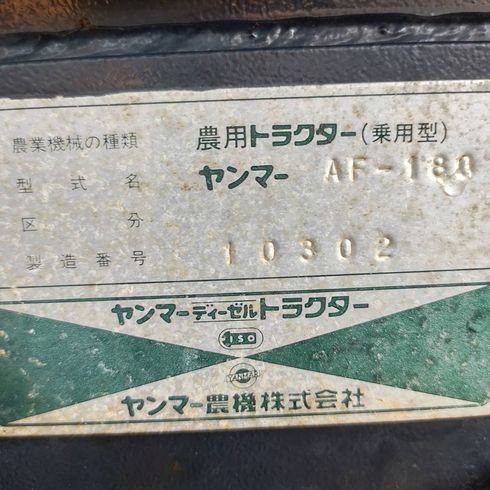 農業機械の種類 農用トラクター(乗用型)
型式名 ヤンマー AF-180
区分
製造番号 10302
ヤンマーディーゼルトラクター
YANMAR
ヤンマー農機株式会社